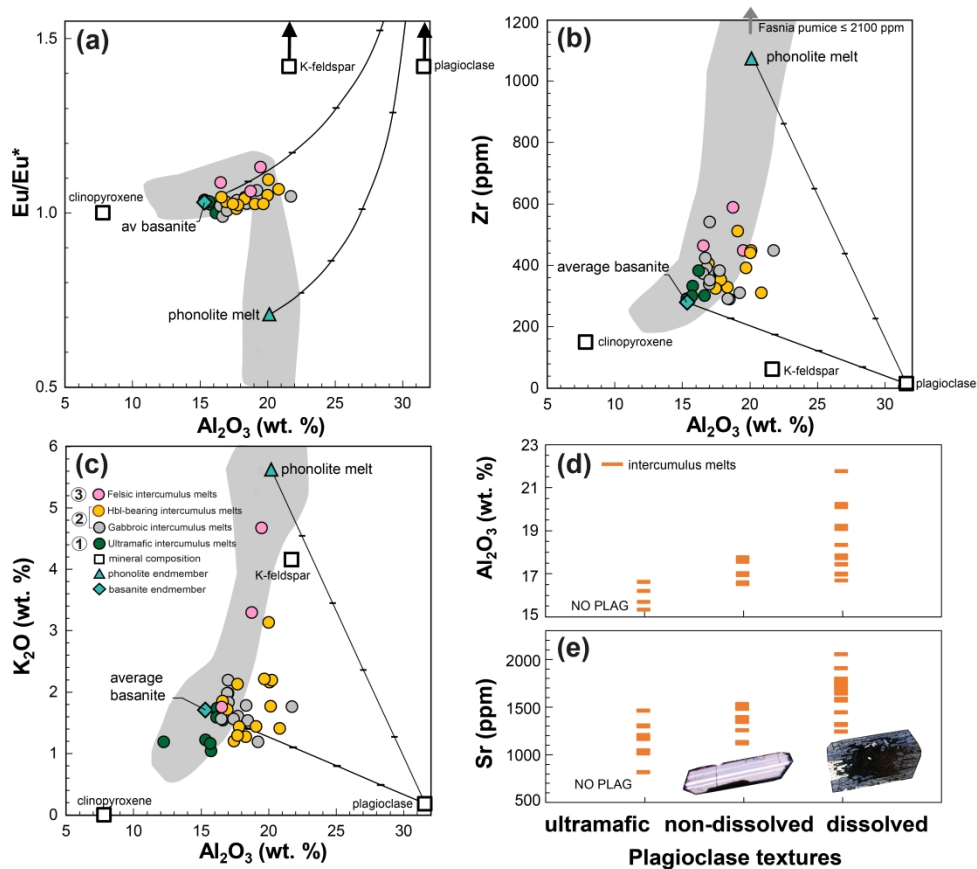 (a)
1.5
1.0
0.5
Eu/Eu*
K-feldspar
plagioclase
clinopyroxene
av basanite
phonolite melt
5 10 15 20 25 30
Al₂O₃ (wt. %)
(b)
1200
1000
800
600
400
200
0
Zr (ppm)
Fasnia pumice ≤ 2100 ppm
phonolite melt
average basanite
clinopyroxene
K-feldspar
plagioclase
5 10 15 20 25 30
Al₂O₃ (wt. %)
(c)
6
5
4
3
2
1
0
K₂O (wt. %)
phonolite melt
③ Felsic intercumulus melts
② Hbl-bearing intercumulus melts
Gabbroic intercumulus melts
① Ultramafic intercumulus melts
mineral composition
phonolite endmember
basanite endmember
K-feldspar
average
basanite
clinopyroxene
plagioclase
5 10 15 20 25 30
Al₂O₃ (wt. %)
(d)
intercumulus melts
23
21
19
17
15
Al₂O₃ (wt. %)
NO PLAG
(e)
2000
1500
1000
500
Sr (ppm)
NO PLAG
ultramafic non-dissolved dissolved
Plagioclase textures